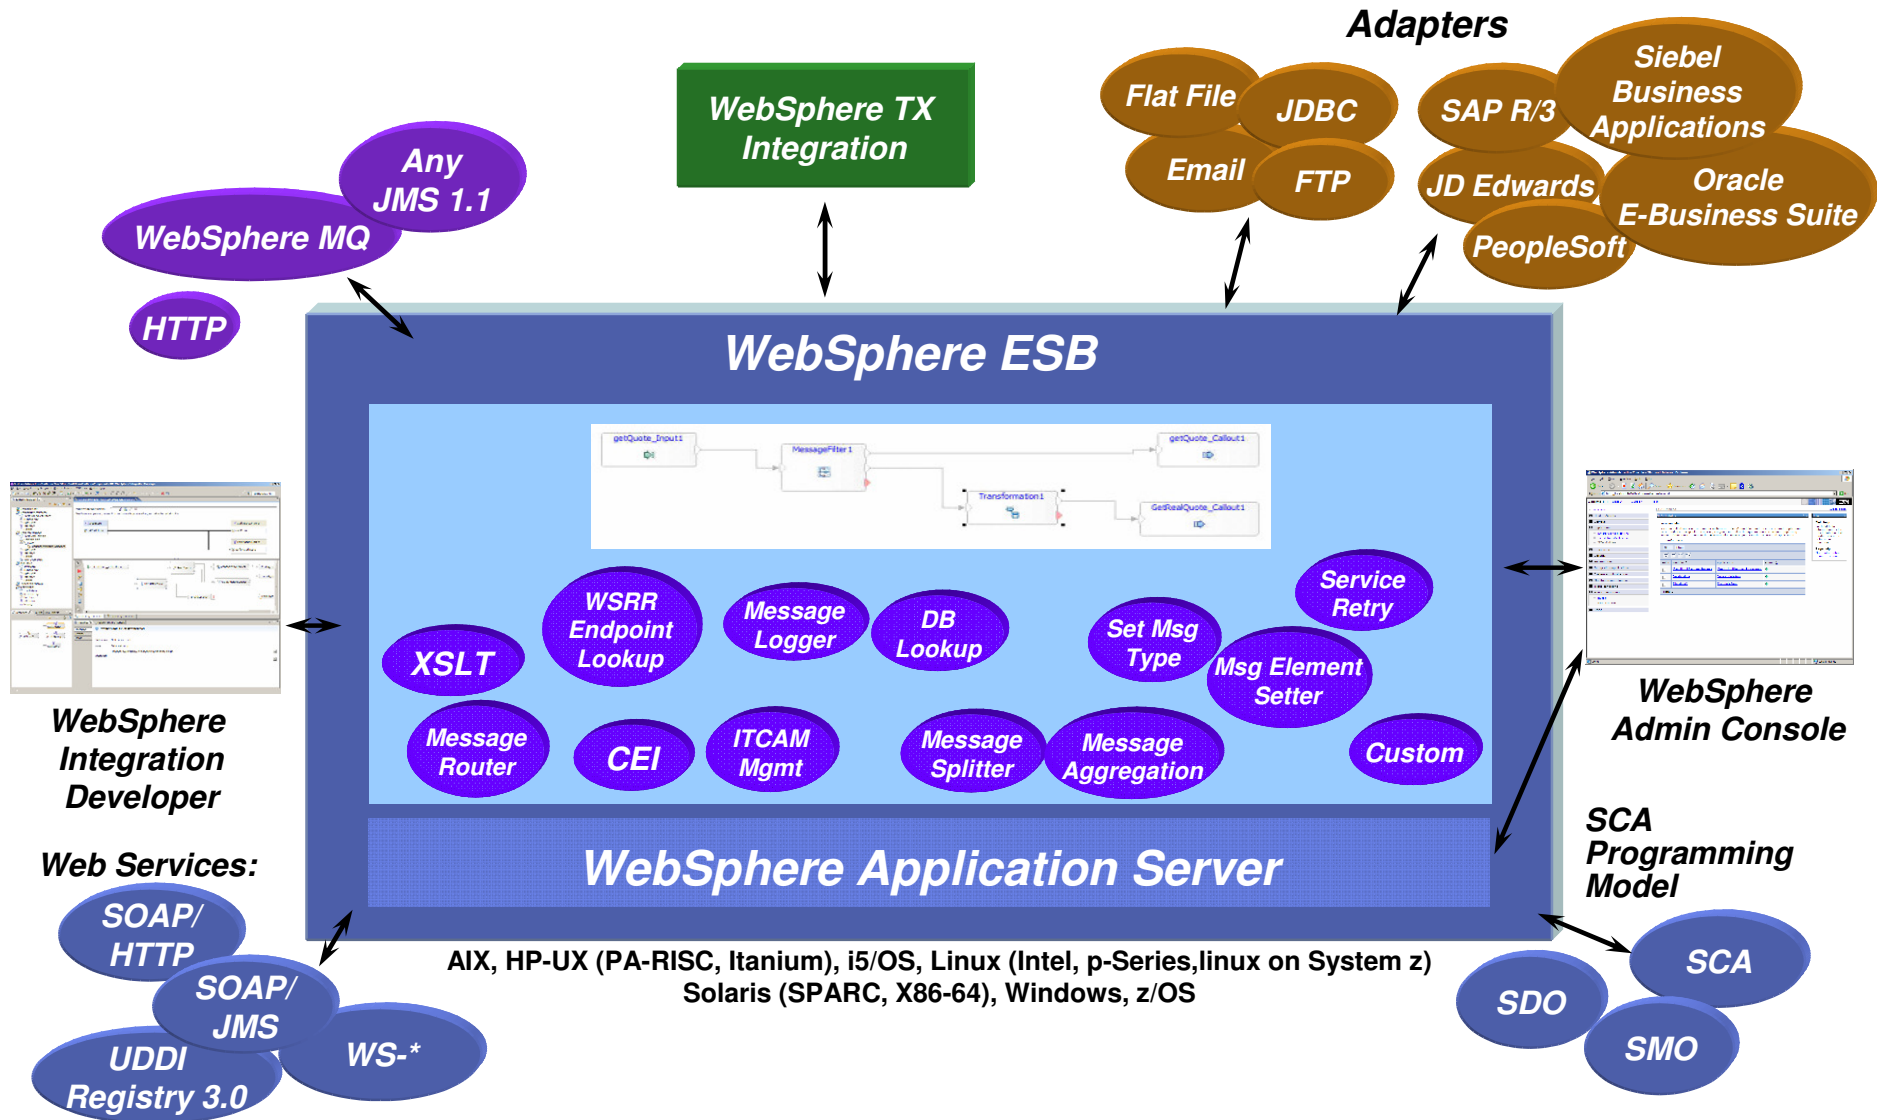 Adapters
Flat File
JDBC
Email
FTP
SAP R/3
Siebel
Business
Applications
JD Edwards
Oracle
E-Business Suite
PeopleSoft
WebSphere TX
Integration
Any
JMS 1.1
WebSphere MQ
HTTP
WebSphere ESB
getQuote_Input1
MessageFilter1
getQuote_Callout1
Transformation1
GetRealQuote_Callout1
Service
Retry
WSRR
Endpoint
Lookup
Message
Logger
DB
Lookup
Set Msg
Type
Msg Element
Setter
XSLT
Message
Router
CEI
ITCAM
Mgmt
Message
Splitter
Message
Aggregation
Custom
WebSphere
Integration
Developer
WebSphere
Admin Console
WebSphere Application Server
SCA
Programming
Model
SCA
SDO
SMO
Web Services:
SOAP/
HTTP
SOAP/
JMS
WS-*
UDDI
Registry 3.0
AIX, HP-UX (PA-RISC, Itanium), i5/OS, Linux (Intel, p-Series,linux on System z)
Solaris (SPARC, X86-64), Windows, z/OS